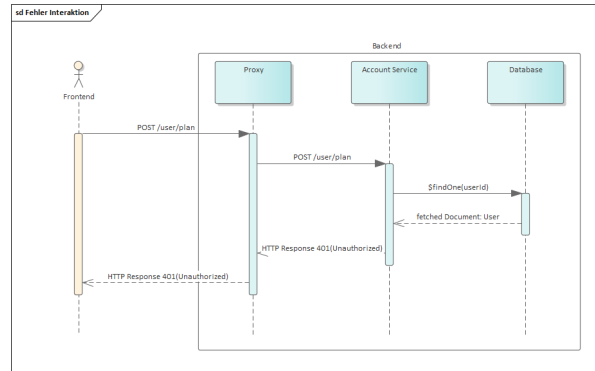 sd Fehler Interaktion
Backend
Proxy
Account Service
Database
Frontend
POST /user/plan
POST /user/plan
$findOne(userId)
fetched Document: User
HTTP Response 401(Unauthorized)
HTTP Response 401(Unauthorized)